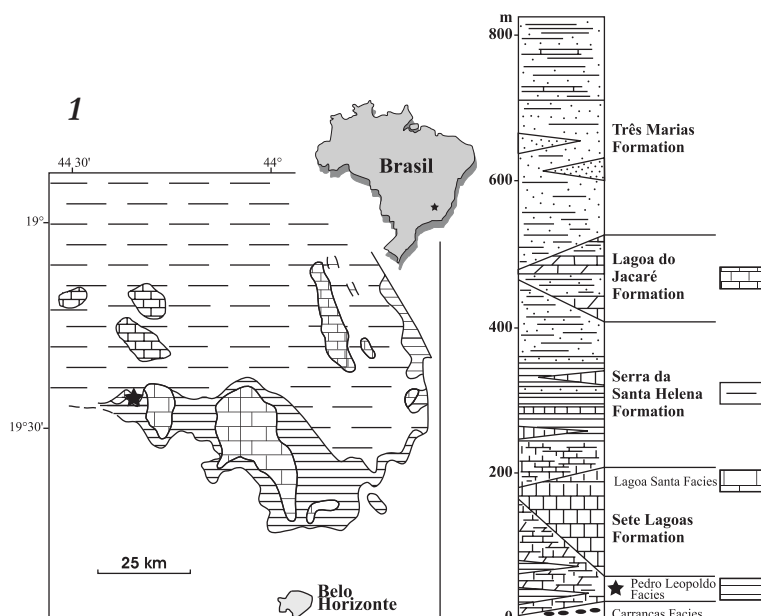 1
44 30'
44°
19°
19°30'
Brasil
25 km
Belo
Horizonte
m
800
600
400
200
0
Três Marias
Formation
Lagoa do
Jacaré
Formation
Serra da
Santa Helena
Formation
Lagoa Santa Facies
Sete Lagoas
Formation
Pedro Leopoldo
Facies
Carrancas Facies